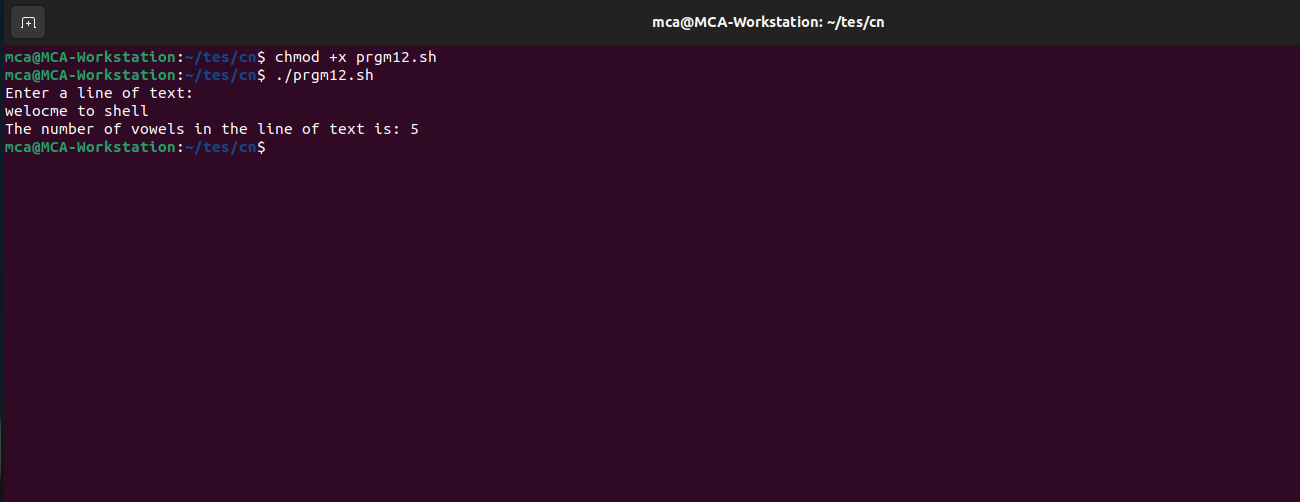 mca@MCA-Workstation: ~/tes/cn
mca@MCA-Workstation:~/tes/cn$ chmod +x prgm12.sh
mca@MCA-Workstation:~/tes/cn$ ./prgm12.sh
Enter a line of text:
welocme to shell
The number of vowels in the line of text is: 5
mca@MCA-Workstation:~/tes/cn$